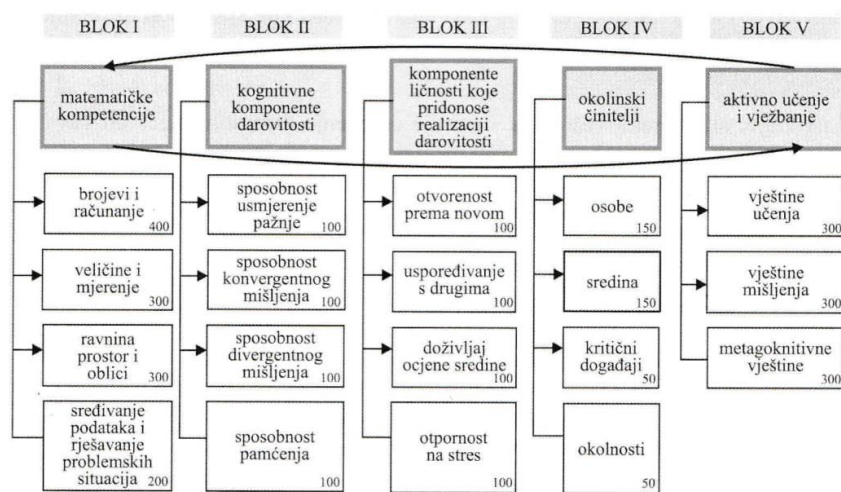 BLOK I
BLOK II
BLOK III
BLOK IV
BLOK V
matematičke
kompetencije
kognitivne
komponente
darovitosti
komponente
ličnosti koje
pridonose
realizaciji
darovitosti
okolinski
činitelji
aktivno učenje
i vježbanje
brojevi i
računanje
400
sposobnost
usmjerenje
pažnje
100
otvorenost
prema novom
100
osobe
150
vještine
učenja
300
veličine i
mjerenje
300
sposobnost
konvergentnog
mišljenja
100
uspoređivanje
s drugima
100
sredina
150
vještine
mišljenja
300
ravnina
prostor i
oblici
300
sposobnost
divergentnog
mišljenja
100
doživljaj
ocjene sredine
100
kritični
događaji
50
metagoknitivne
vještine
300
sređivanje
podataka i
rješavanje
problemskih
situacija
200
sposobnost
pamćenja
100
otpornost
na stres
100
okolnosti
50